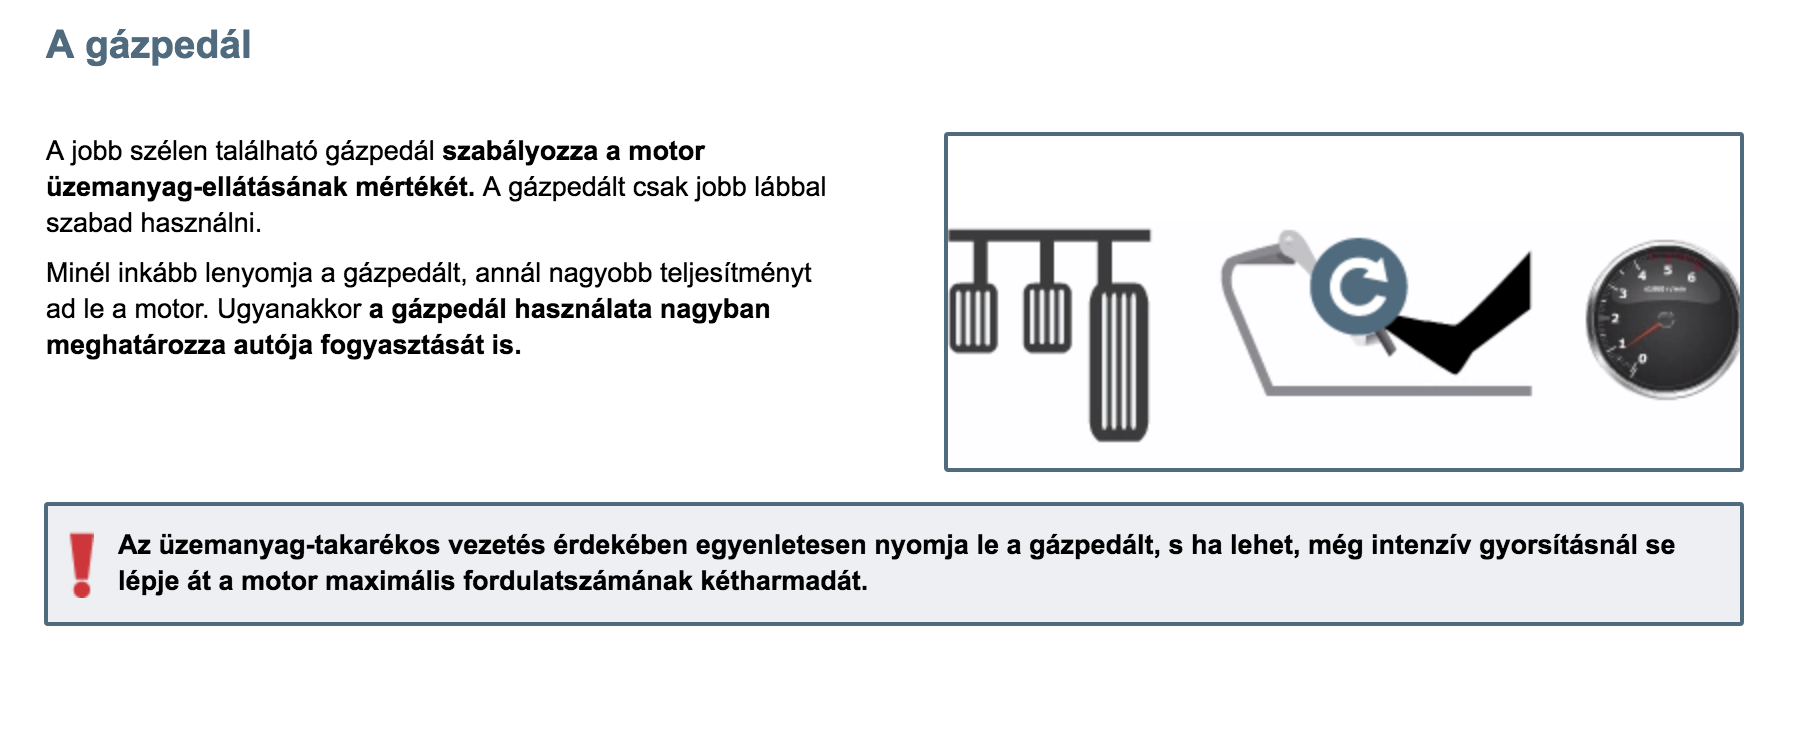 A gázpedál
A jobb szélen található gázpedál szabályozza a motor
üzemanyag-ellátásának mértékét. A gázpedált csak jobb lábbal
szabad használni.
Minél inkább lenyomja a gázpedált, annál nagyobb teljesítményt
ad le a motor. Ugyanakkor a gázpedál használata nagyban
meghatározza autója fogyasztását is.
4 5 6
3
2
1
0
Az üzemanyag-takarékos vezetés érdekében egyenletesen nyomja le a gázpedált, s ha lehet, még intenzív gyorsításnál se
lépje át a motor maximális fordulatszámának kétharmadát.